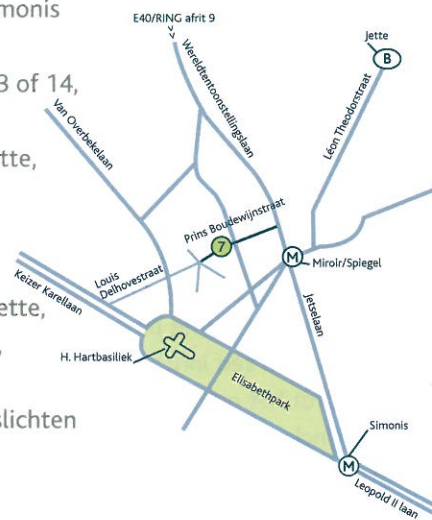 monis
E40/RING afrit 9
3 of 14,
Jette
B
Wereldtentoonstellingslaan
Van Overbekelaan
Léon Theodorstraat
tte,
Prins Boudewijnstraat
7
M
Miroir/Spiegel
Louis
Delhovestraat
Keizer Karellaan
Jetselaan
ette,
H. Hartbasiliek
Elisabethpark
slichten
Simonis
M
Leopold II laan